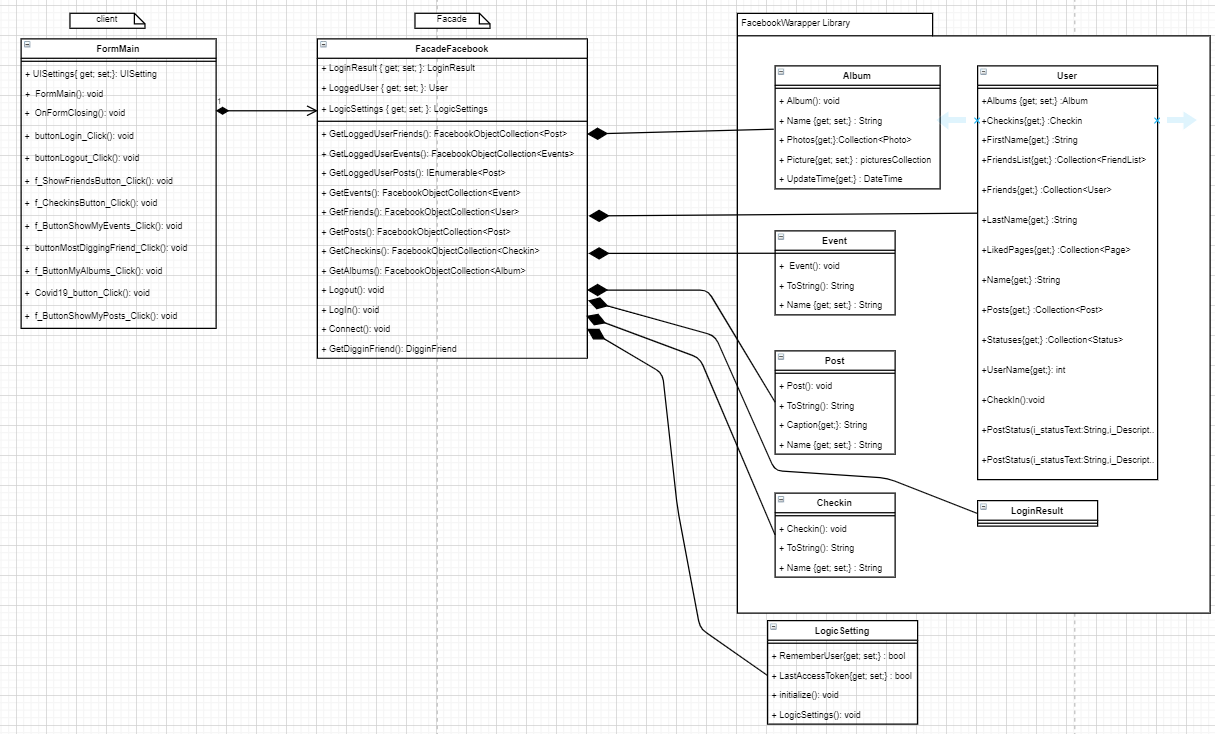 client
FormMain
+ UISettings{ get; set;}: UISetting
+ FormMain(): void
+ OnFormClosing(): void
+ buttonLogin_Click(): void
+ buttonLogout_Click(): void
+ f_ShowFriendsButton_Click(): void
+ f_CheckinsButton_Click(): void
+ f_ButtonShowMyEvents_Click(): void
+ buttonMostDiggingFriend_Click(): void
+ f_ButtonMyAlbums_Click(): void
+ Covid19_button_Click(): void
+ f_ButtonShowMyPosts_Click(): void
1
Facade
FacadeFacebook
+ LoginResult { get; set; }: LoginResult
+ LoggedUser { get; set; }: User
+ LogicSettings { get; set; }: LogicSettings
+ GetLoggedUserFriends(): FacebookObjectCollection<Post>
+ GetLoggedUserEvents(): FacebookObjectCollection<Events>
+ GetLoggedUserPosts(): IEnumerable<Post>
+ GetEvents(): FacebookObjectCollection<Event>
+ GetFriends(): FacebookObjectCollection<User>
+ GetPosts(): FacebookObjectCollection<Post>
+ GetCheckins(): FacebookObjectCollection<Checkin>
+ GetAlbums(): FacebookObjectCollection<Album>
+ Logout(): void
+ LogIn(): void
+ Connect(): void
+ GetDigginFriend(): DigginFriend
FacebookWarapper Library
Album
+ Album(): void
+ Name {get; set;} : String
+ Photos{get;}:Collection<Photo>
+ Picture{get; set;} : picturesCollection
+ UpdateTime{get;} : DateTime
Event
+ Event(): void
+ ToString(): String
+ Name {get; set;} : String
Post
+ Post(): void
+ ToString(): String
+ Caption{get;}: String
+ Name {get; set;} : String
Checkin
+ Checkin(): void
+ ToString(): String
+ Name {get; set;} : String
User
+Albums {get; set;} :Album
+Checkins{get;} :Checkin
+FirstName{get;} :String
+FriendsList{get;} :Collection<FriendList>
+Friends{get;} :Collection<User>
+LastName{get;} :String
+LikedPages{get;} :Collection<Page>
+Name{get;} :String
+Posts{get;} :Collection<Post>
+Statuses{get;} :Collection<Status>
+UserName{get;}: int
+CheckIn():void
+PostStatus(i_statusText:String,i_Descript..
+PostStatus(i_statusText:String,i_Descript..
LoginResult
LogicSetting
+ RememberUser{get; set;} : bool
+ LastAccessToken{get; set;} : bool
+ initialize(): void
+ LogicSettings(): void